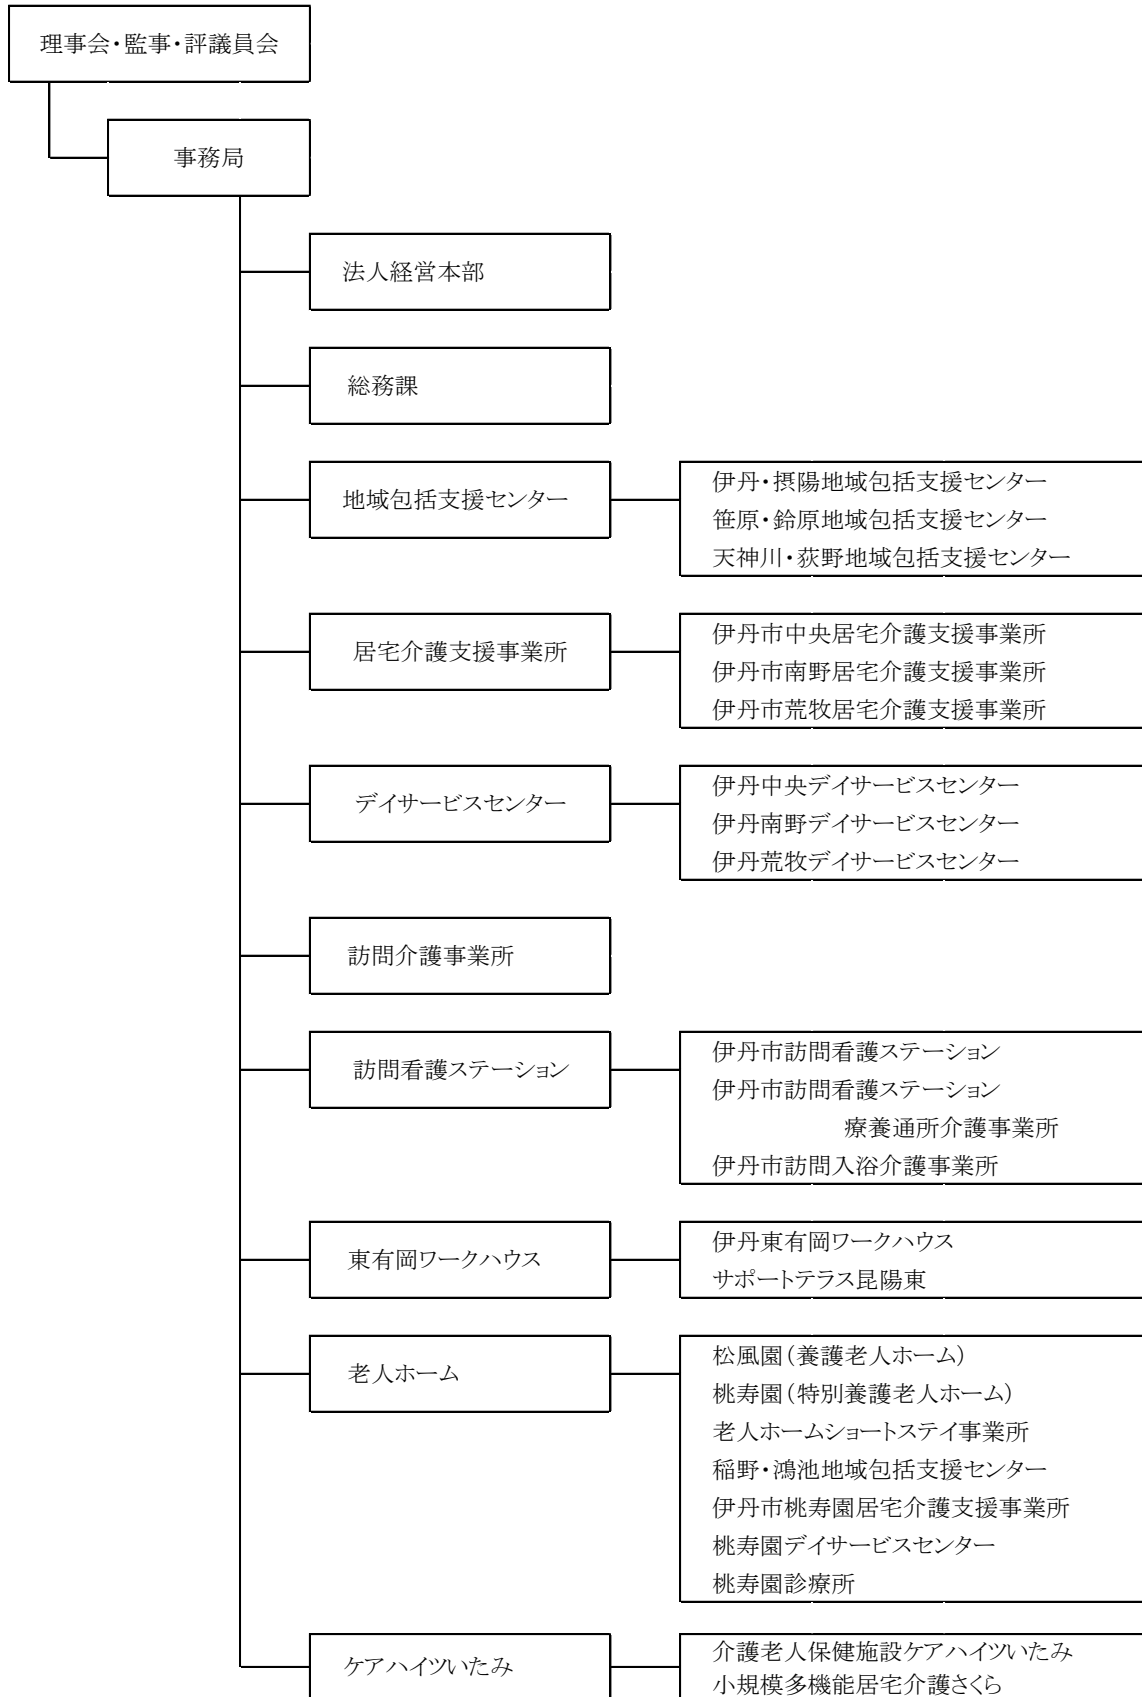 理事会・監事・評議員会
事務局
法人経営本部
総務課
地域包括支援センター
伊丹・摂陽地域包括支援センター
笹原・鈴原地域包括支援センター
天神川・荻野地域包括支援センター
居宅介護支援事業所
伊丹市中央居宅介護支援事業所
伊丹市南野居宅介護支援事業所
伊丹市荒牧居宅介護支援事業所
デイサービスセンター
伊丹中央デイサービスセンター
伊丹南野デイサービスセンター
伊丹荒牧デイサービスセンター
訪問介護事業所
訪問看護ステーション
伊丹市訪問看護ステーション
伊丹市訪問看護ステーション
療養通所介護事業所
伊丹市訪問入浴介護事業所
東有岡ワークハウス
伊丹東有岡ワークハウス
サポートテラス昆陽東
老人ホーム
松風園（養護老人ホーム）
桃寿園（特別養護老人ホーム）
老人ホームショートステイ事業所
稲野・鴻池地域包括支援センター
伊丹市桃寿園居宅介護支援事業所
桃寿園デイサービスセンター
桃寿園診療所
ケアハイツいたみ
介護老人保健施設ケアハイツいたみ
小規模多機能居宅介護さくら